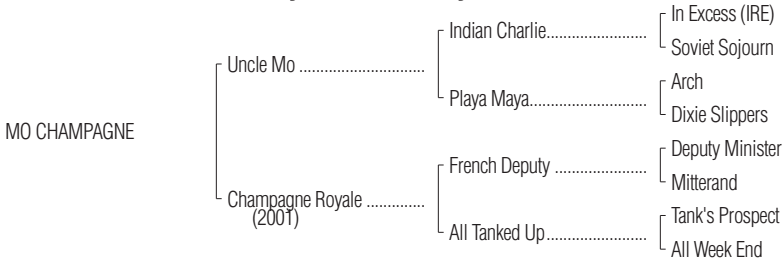 In Excess (IRE)
Indian Charlie........................
Soviet Sojourn
Uncle Mo ............................
Arch
Playa Maya..........................
Dixie Slippers
MO CHAMPAGNE
Deputy Minister
French Deputy .....................
Mitterand
Champagne Royale .............
(2001)
Tank's Prospect
All Tanked Up.......................
All Week End